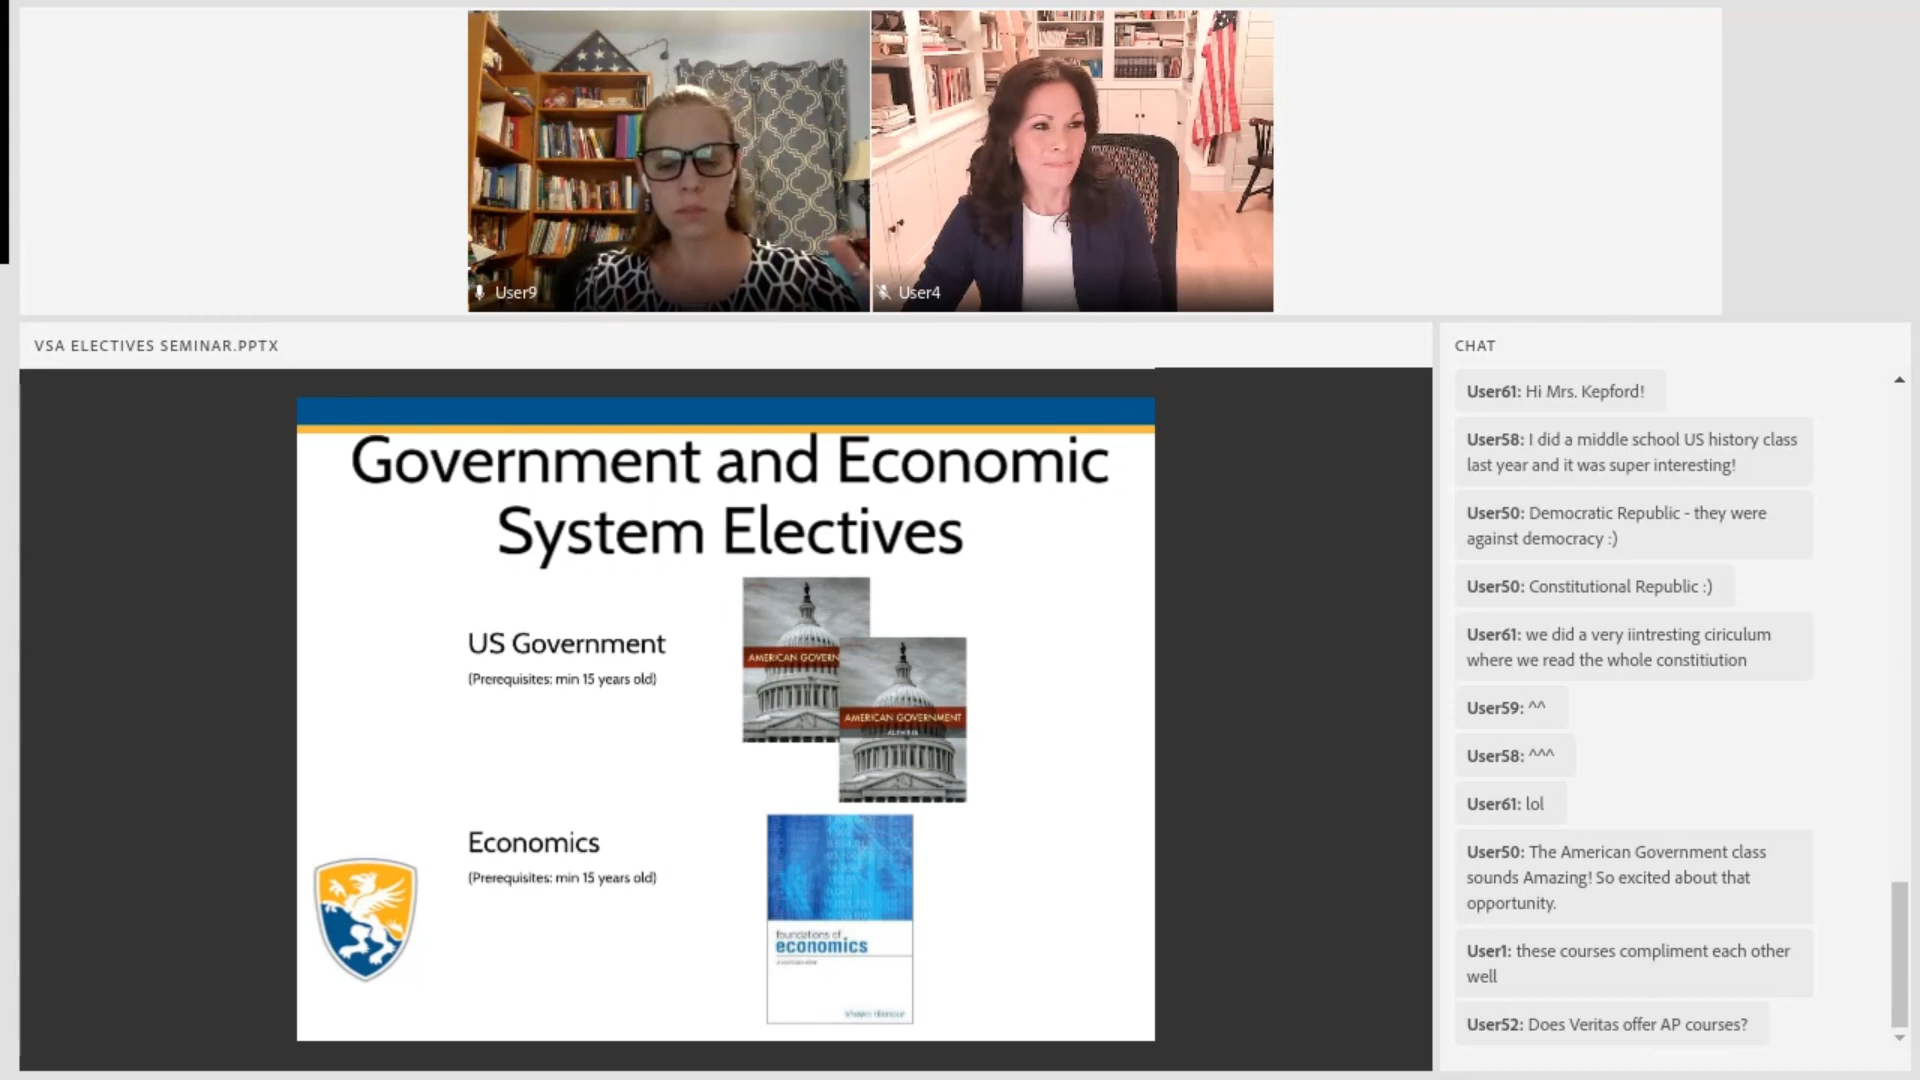 User9
User4
VSA ELECTIVES SEMINAR.PPTX
Government and Economic
System Electives
US Government
(Prerequisites: min 15 years old)
AMERICAN GOVERN
AMERICAN GOVERNMENT
Economics
(Prerequisites: min 15 years old)
foundations of
economics
CHAT
User61: Hi Mrs. Kepford!
User58: I did a middle school US history class
last year and it was super interesting!
User50: Democratic Republic - they were
against democracy :)
User50: Constitutional Republic :)
User61: we did a very iintresting ciriculum
where we read the whole constitiution
User59: ^^
User58: ^^^
User61: lol
User50: The American Government class
sounds Amazing! So excited about that
opportunity.
User1: these courses compliment each other
well
User52: Does Veritas offer AP courses?